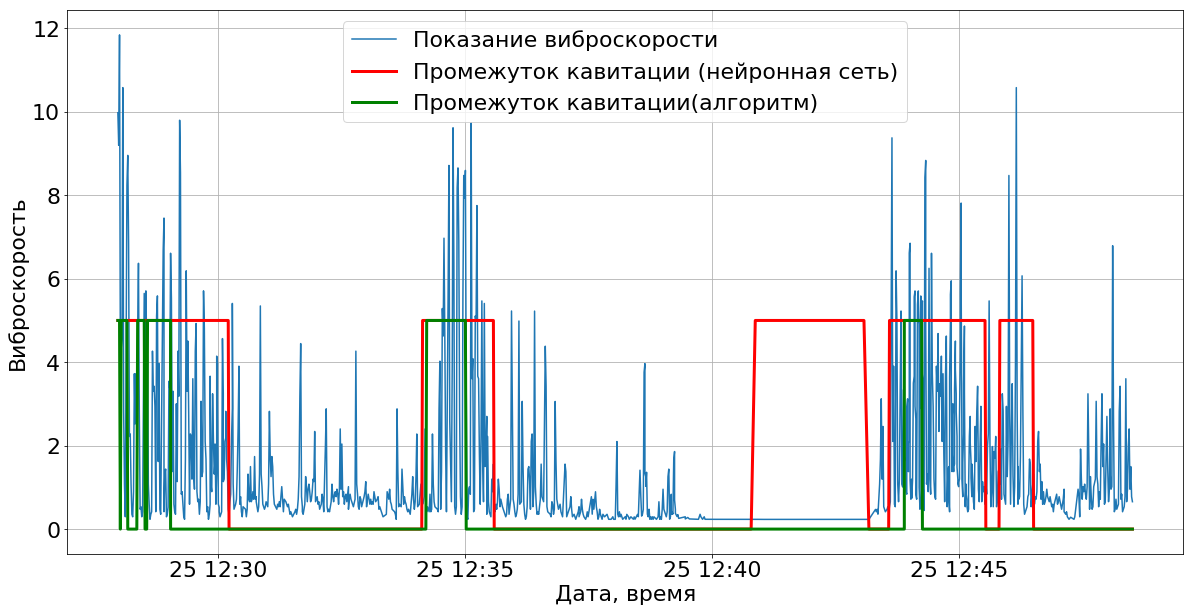 Показание виброскорости
Промежуток кавитации (нейронная сеть)
Промежуток кавитации(алгоритм)
Виброскорость
12
10
8
6
4
2
0
25 12:30 25 12:35 25 12:40 25 12:45
Дата, время